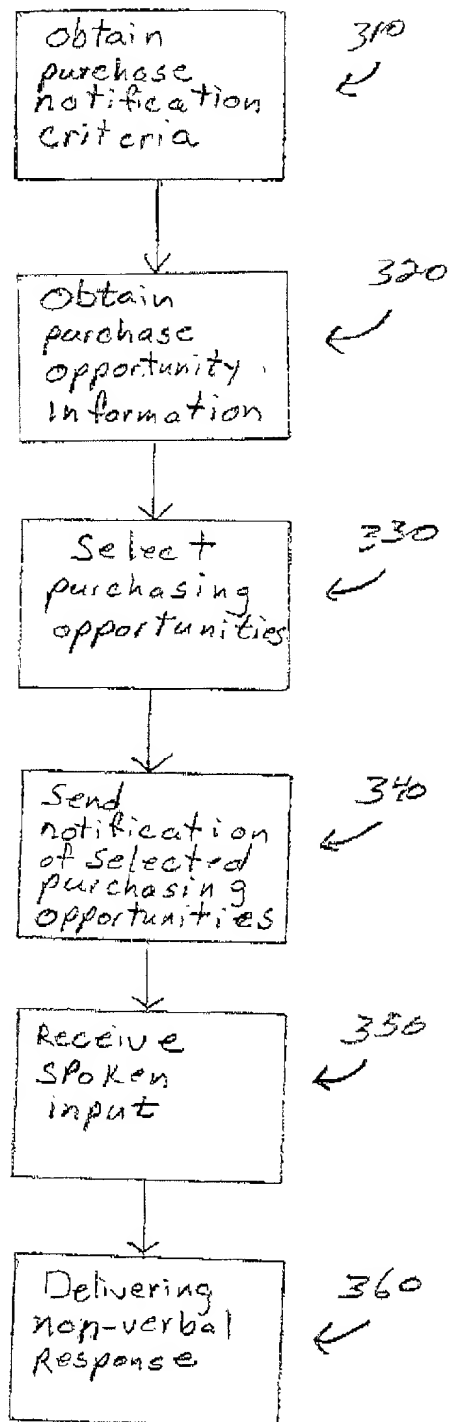 Obtain
purchase
notification
criteria
310
Obtain
purchase
opportunity
Information
320
Select
purchasing
opportunities
330
Send
notification
of selected
purchasing
opportunities
340
Receive
Spoken
input
350
Delivering
non-verbal
Response
360